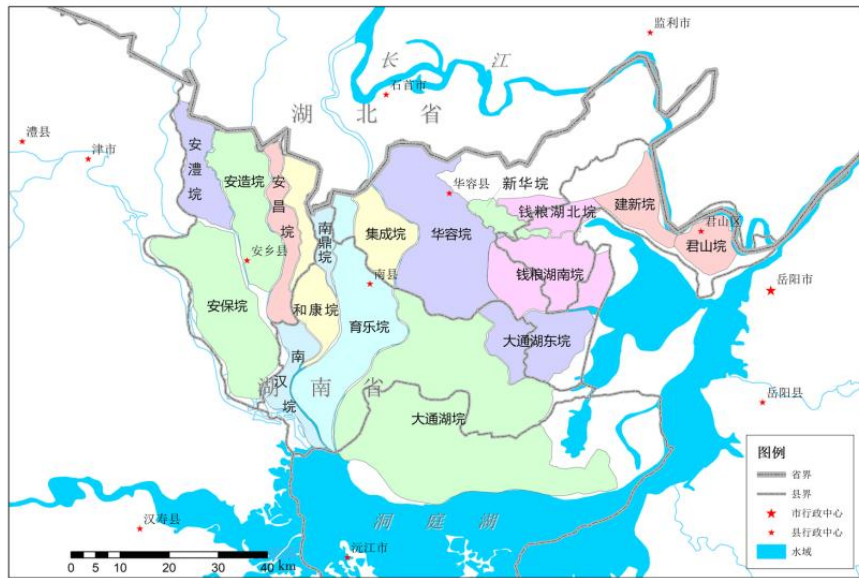 监利市
长 江
石首市
湖 北 省
澧县
津市
安澧垸
安造垸
安昌垸
华容县
新华垸
钱粮湖北垸
建新垸
君山区
君山垸
南鼎垸
集成垸
华容垸
安乡县
南县
钱粮湖南垸
岳阳市
安保垸
和康垸
育乐垸
大通湖东垸
南汉垸
湖 南 省
岳阳县
大通湖垸
汉寿县
洞 庭 湖
沅江市
0 5 10 20 30 40 km
图例
省界
县界
市行政中心
县行政中心
水域